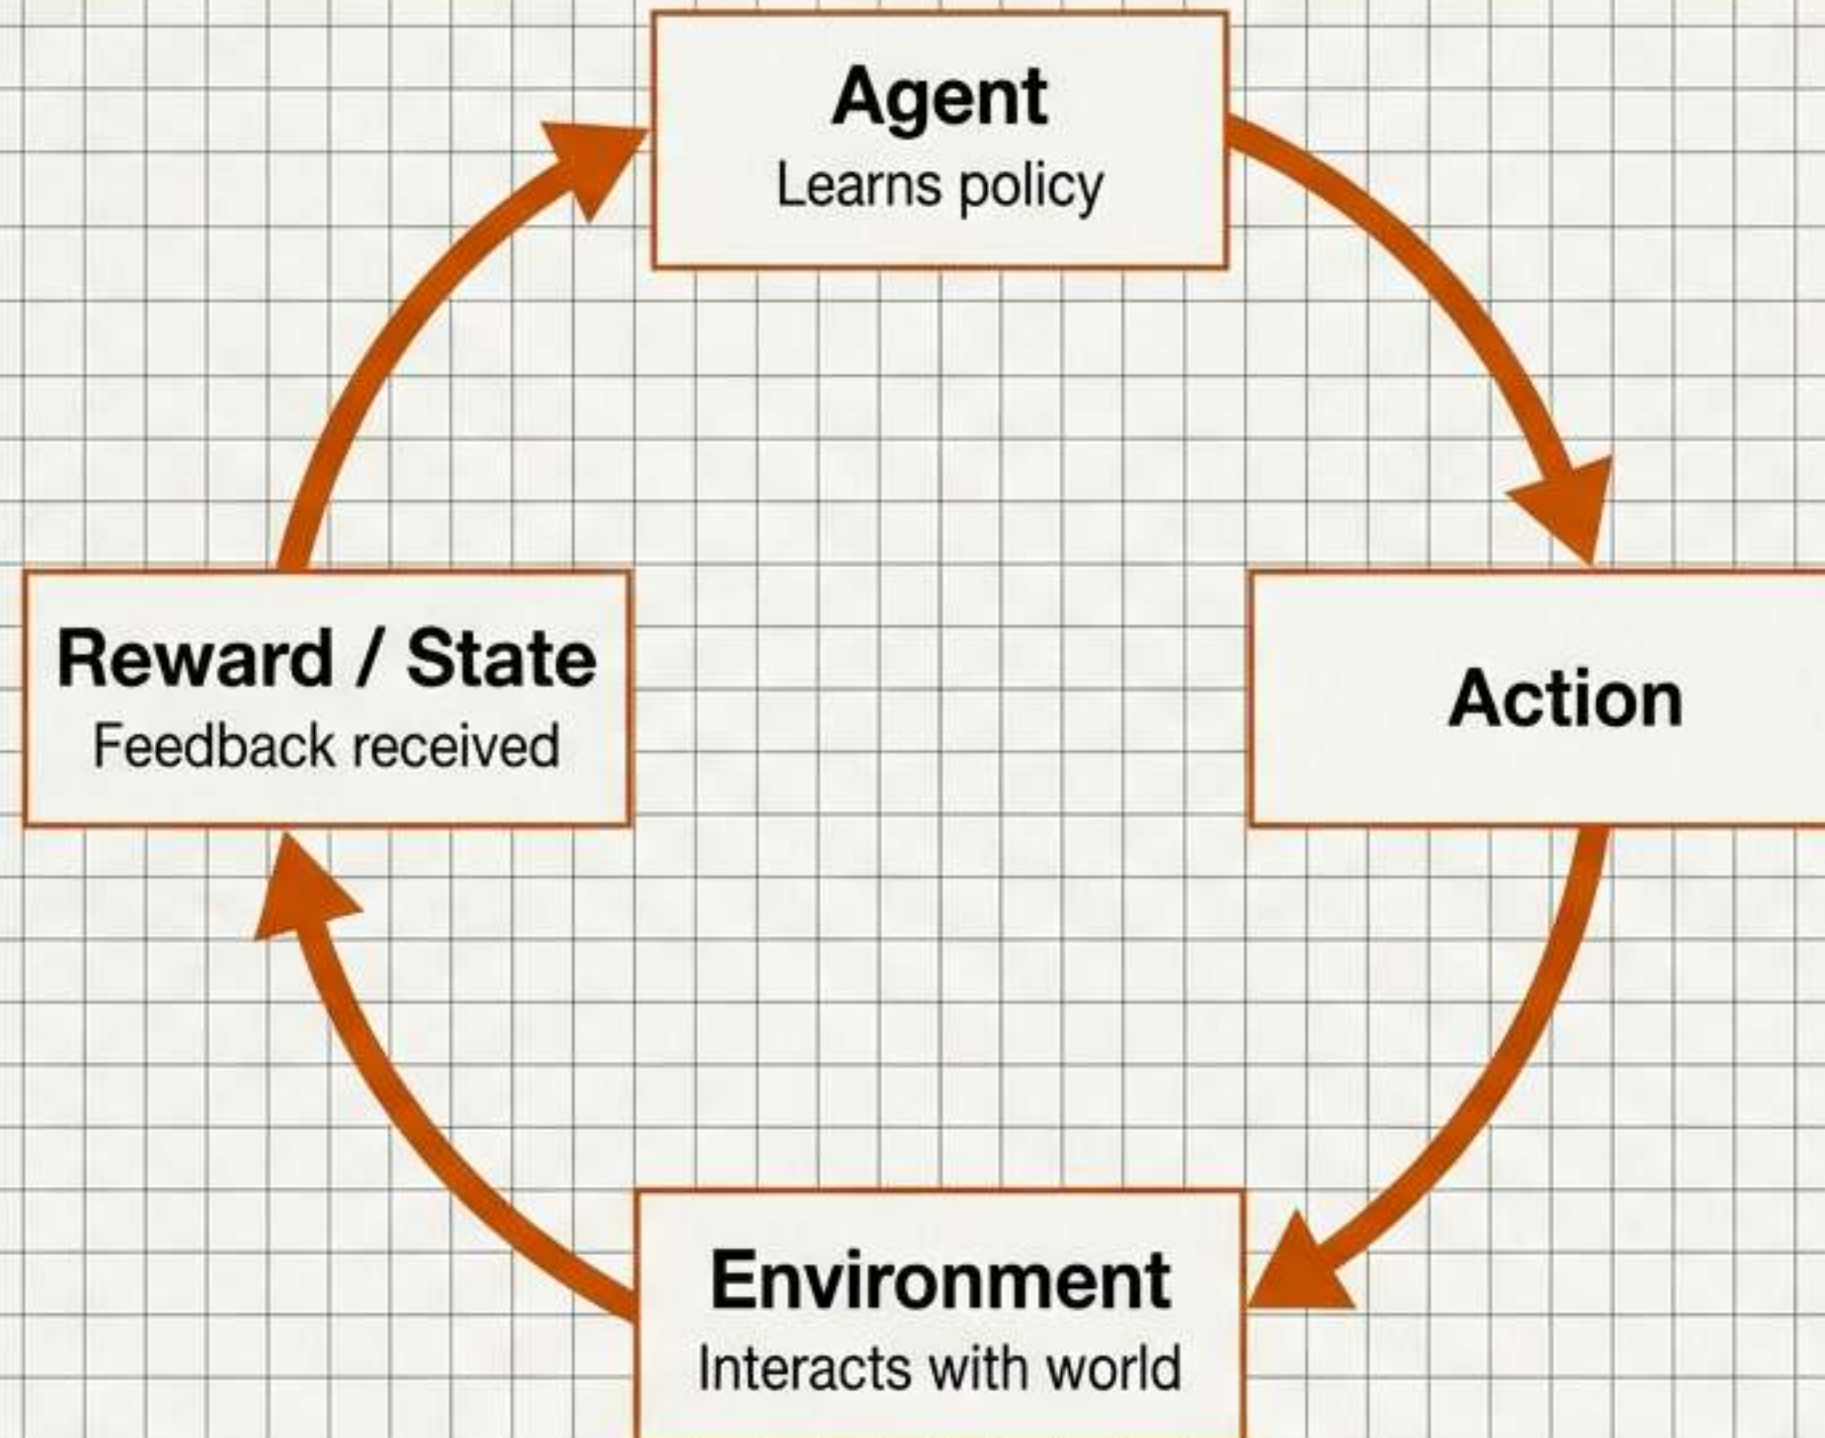 Agent
Learns policy
Reward / State
Feedback received
Action
Environment
Interacts with world